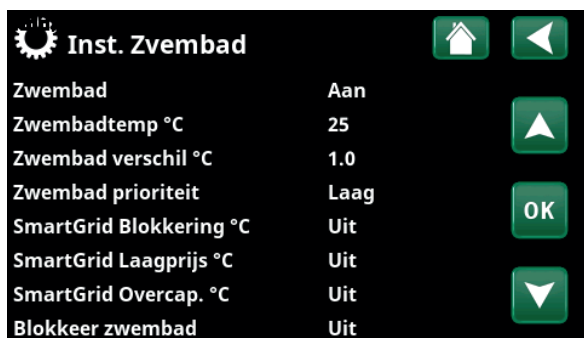 Inst. Zvembad
Zwembad Aan
Zwembadtemp °C 25
Zwembad verschil °C 1.0
Zwembad prioriteit Laag
SmartGrid Blokkering °C Uit
SmartGrid Laagprijs °C Uit
SmartGrid Overcap. °C Uit
Blokkeer zwembad Uit
OK